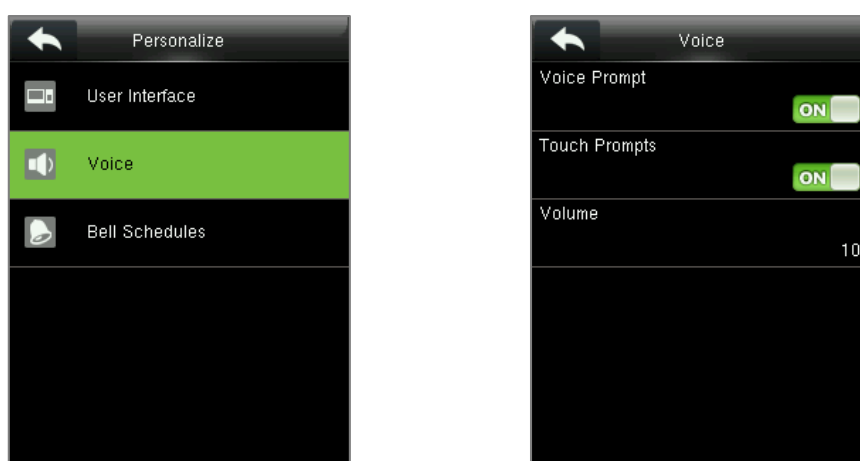 Personalize
User Interface
Voice
Bell Schedules
Voice
Voice Prompt
ON
Touch Prompts
ON
Volume
10